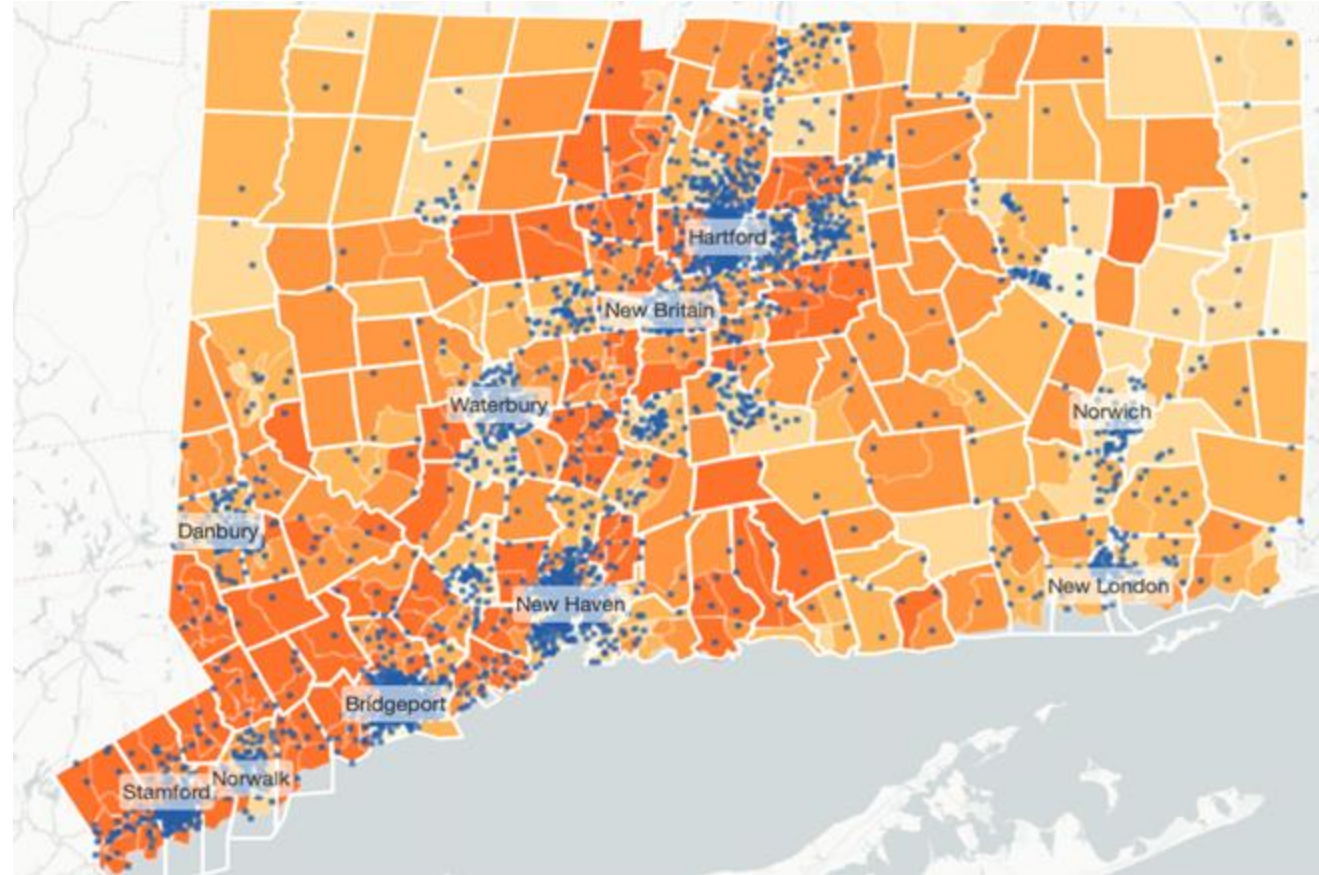 Hartford
New Britain
Waterbury
Norwich
Danbury
New London
New Haven
Bridgeport
Norwalk
Stamford